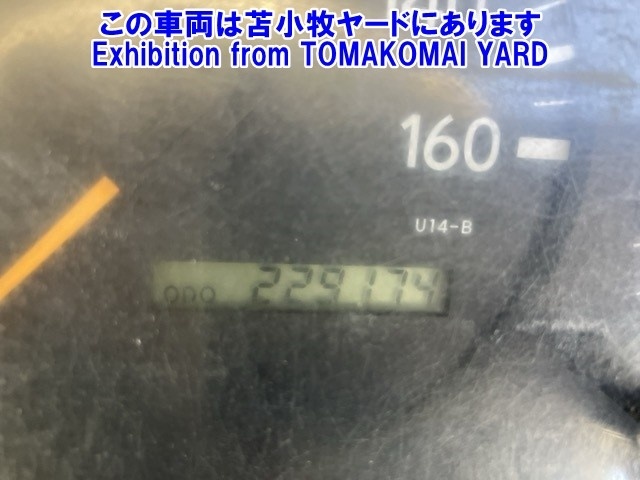 この車両は苫小牧ヤードにあります
Exhibition from TOMAKOMAI YARD
160
U14-B
ODO 229174